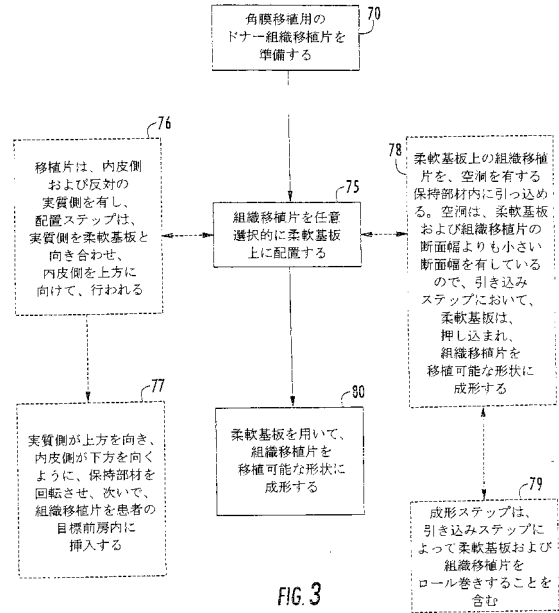 70
角膜移植用の
ドナー組織移植片を
準備する
76
移植片は、内皮側
および反対の
実質側を有し、
配置ステップは、
実質側を柔軟基板と
向き合わせ、
内皮側を上方に
向けて、行われる
75
組織移植片を任意
選択的に柔軟基板
上に配置する
78
柔軟基板上の組織移植
片を、空洞を有する
保持部材内に引っ込め
る。空洞は、柔軟基板
および組織移植片の
断面幅よりも小さい
断面幅を有している
ので、引き込み
ステップにおいて、
柔軟基板は、
押し込まれ、
組織移植片を
移植可能な形状に
成形する
77
実質側が上方を向き、
内皮側が下方を向く
ように、保持部材を
回転させ、次いで、
組織移植片を患者の
目標前房内に
挿入する
80
柔軟基板を用いて、
組織移植片を
移植可能な形状に
成形する
79
成形ステップは、
引き込みステップに
よって柔軟基板および
組織移植片を
ロール巻きすることを
含む
FIG. 3